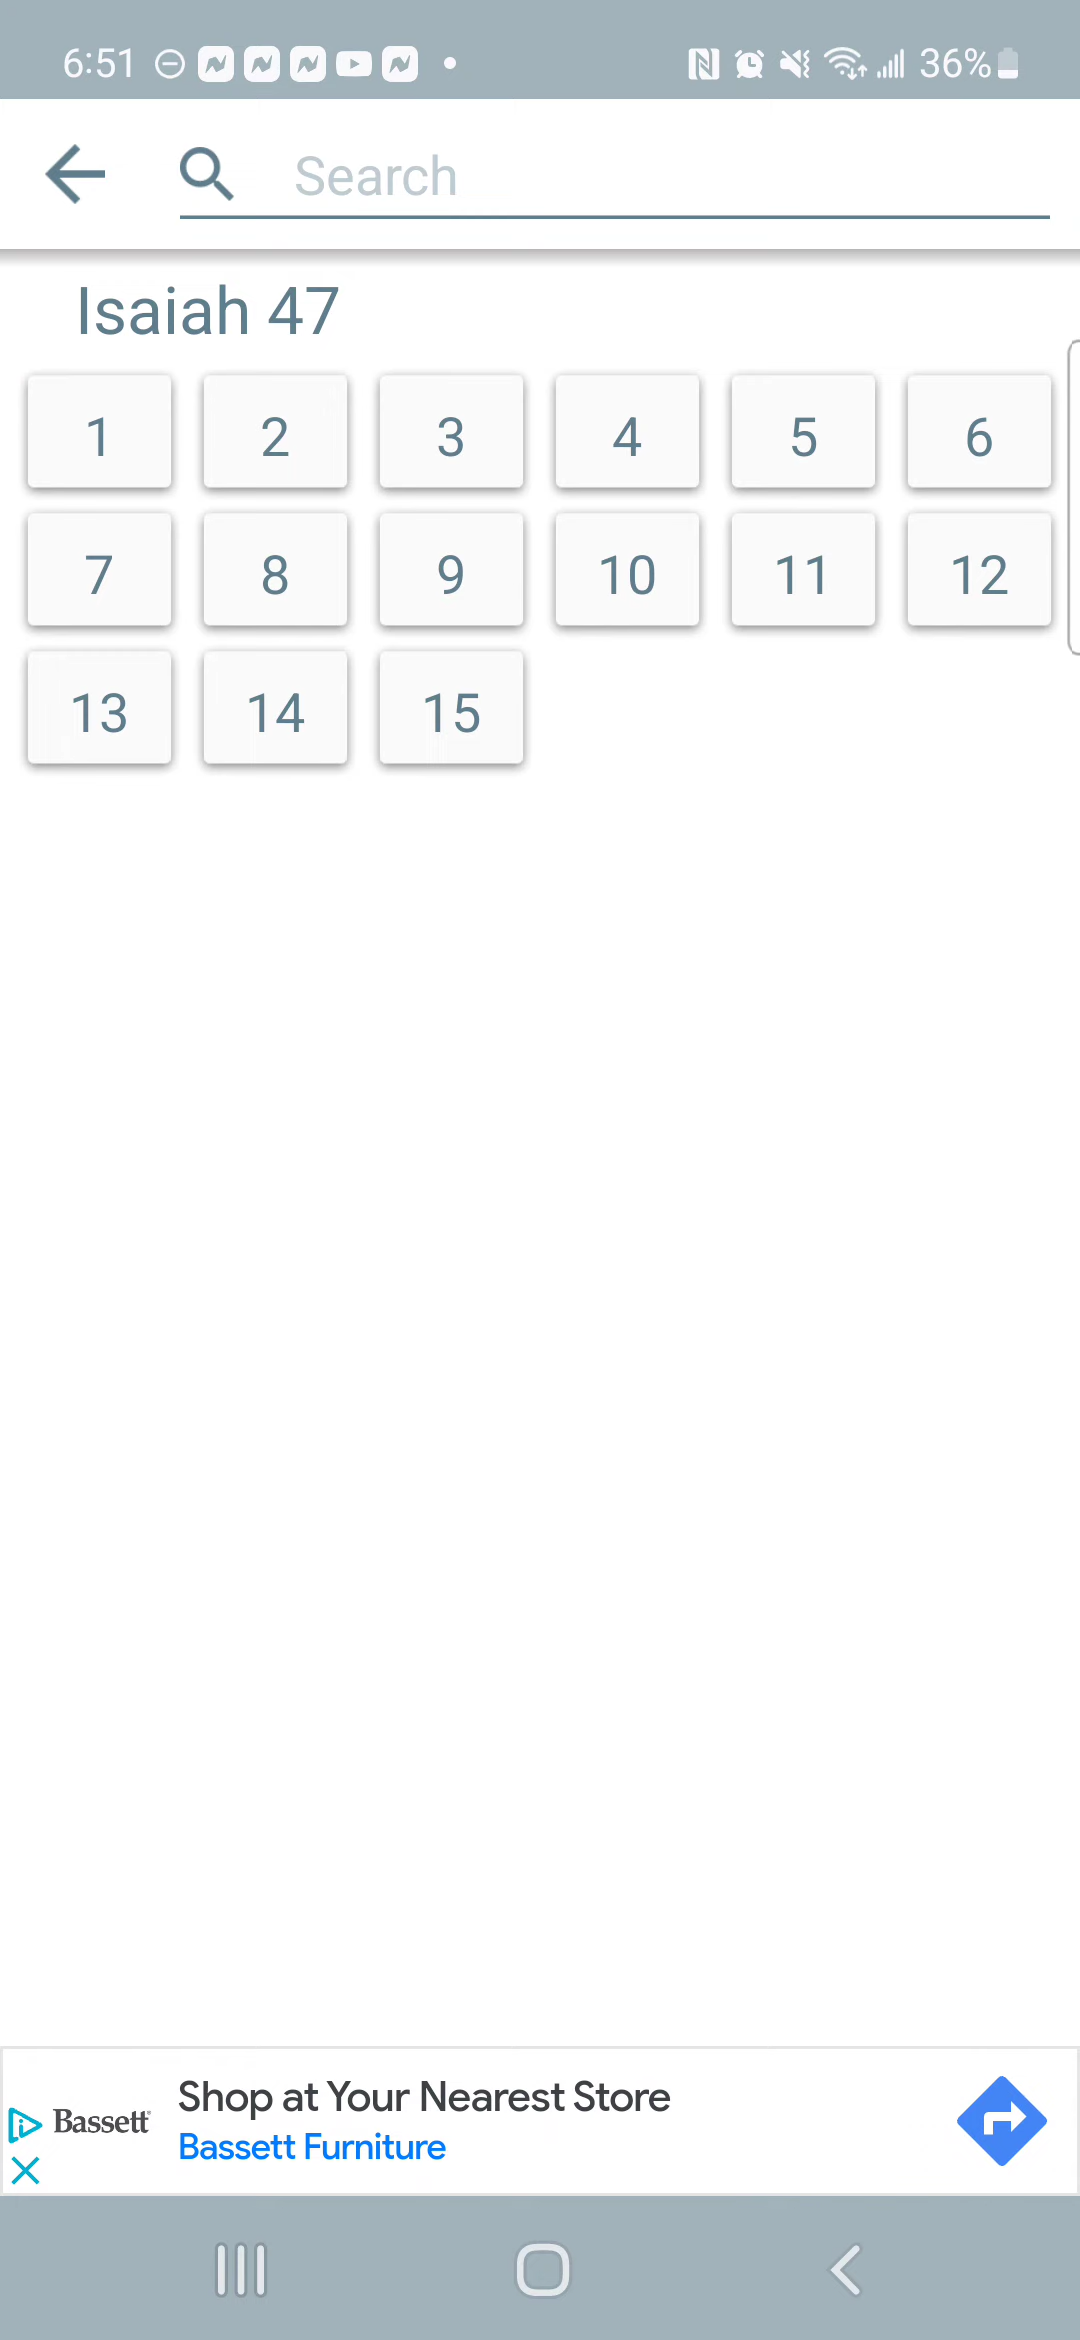 6:51 36%
Search
Isaiah 47
1 2 3 4 5 6
7 8 9 10 11 12
13 14 15
Shop at Your Nearest Store
Bassett
Bassett Furniture